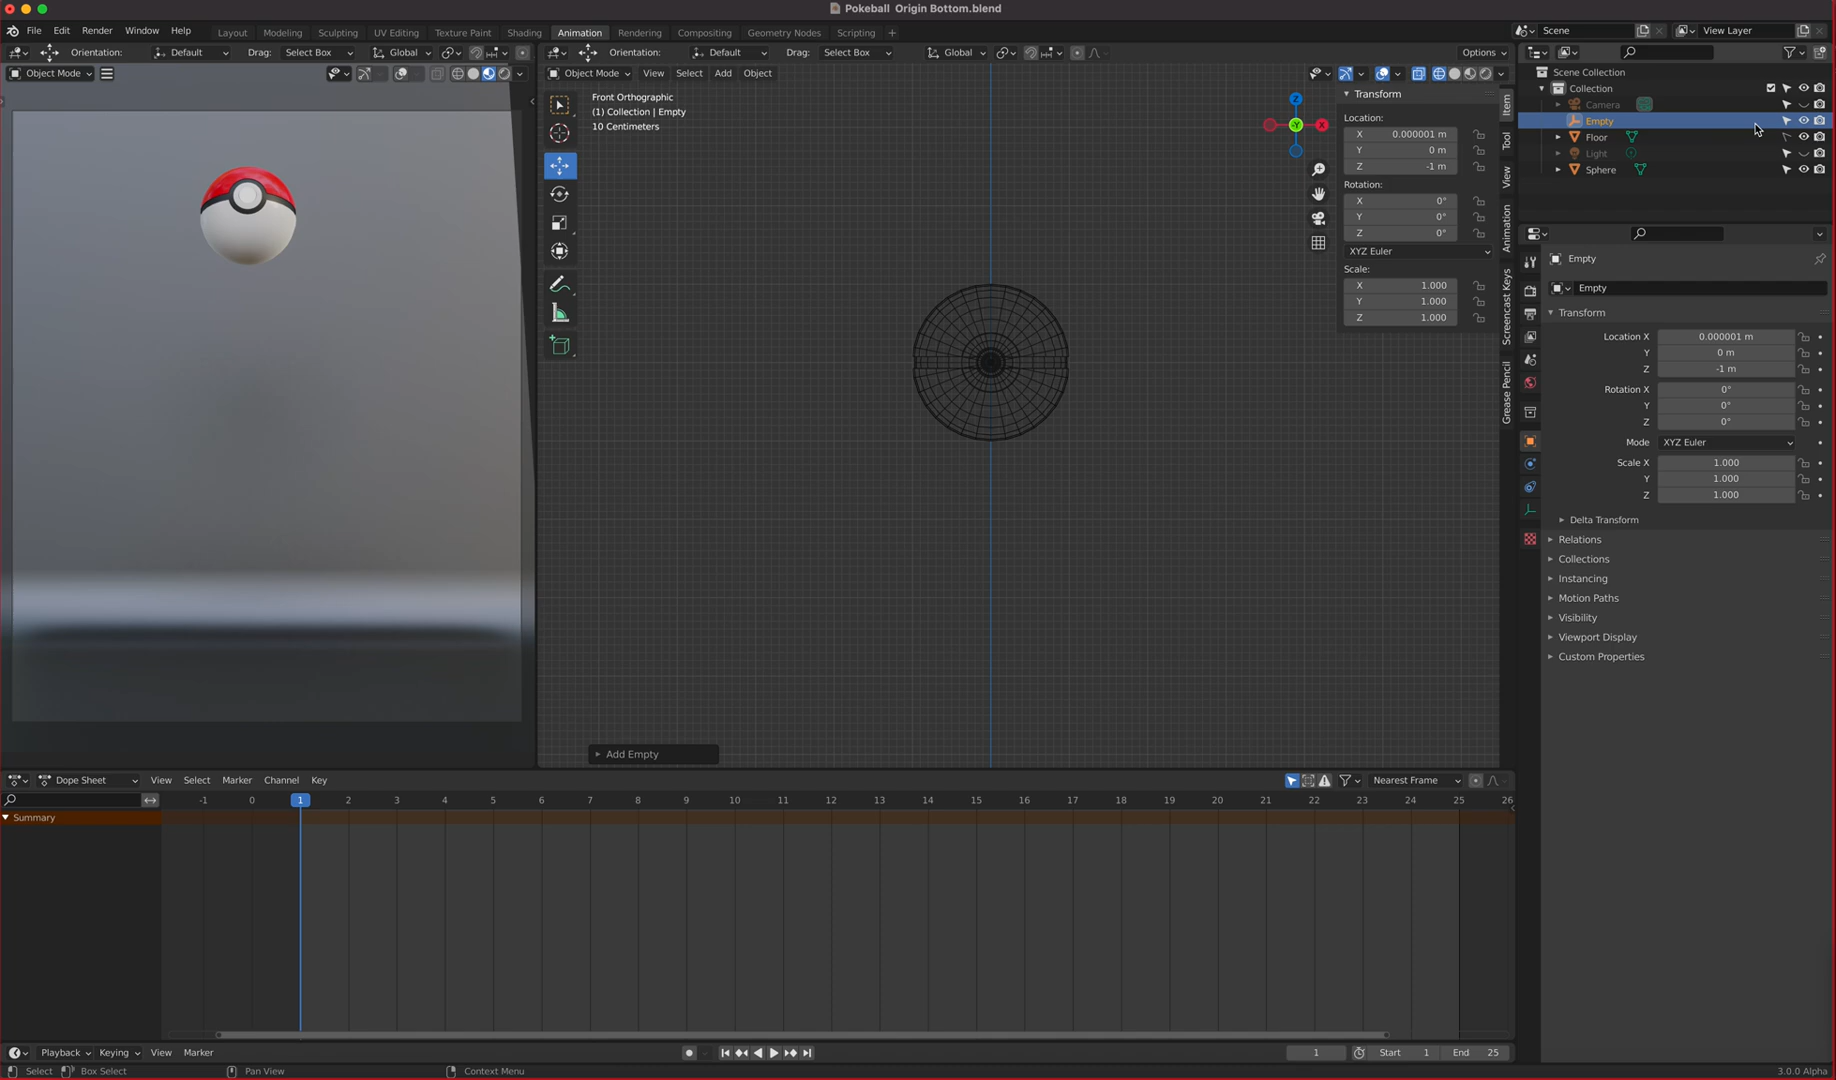 Pokeball Origin Bottom.blend
File Edit Render Window Help Layout Modeling Sculpting UV Editing Texture Paint Shading Animation Rendering Compositing Geometry Nodes Scripting + Scene View Layer
Orientation: Default Drag: Select Box Global Orientation: Default Drag: Select Box Global Options
Object Mode Object Mode View Select Add Object
Front Orthographic
(1) Collection | Empty
10 Centimeters
Z
Y
X
Transform
Location:
X 0.000001 m
Y 0 m
Z -1 m
Rotation:
X 0°
Y 0°
Z 0°
XYZ Euler
Scale:
X 1.000
Y 1.000
Z 1.000
Item
Tool
View
Animation
Screencast Keys
Grease Pencil
Scene Collection
Collection
Camera
Empty
Floor
Light
Sphere
Empty
Empty
Transform
Location X 0.000001 m
Y 0 m
Z -1 m
Rotation X 0°
Y 0°
Z 0°
Mode XYZ Euler
Scale X 1.000
Y 1.000
Z 1.000
Delta Transform
Relations
Collections
Instancing
Motion Paths
Visibility
Viewport Display
Custom Properties
Add Empty
Dope Sheet View Select Marker Channel Key Nearest Frame
-1 0 1 2 3 4 5 6 7 8 9 10 11 12 13 14 15 16 17 18 19 20 21 22 23 24 25 26
Summary
Playback Keying View Marker 1 Start 1 End 25
Select Box Select Pan View Context Menu 3.0.0 Alpha